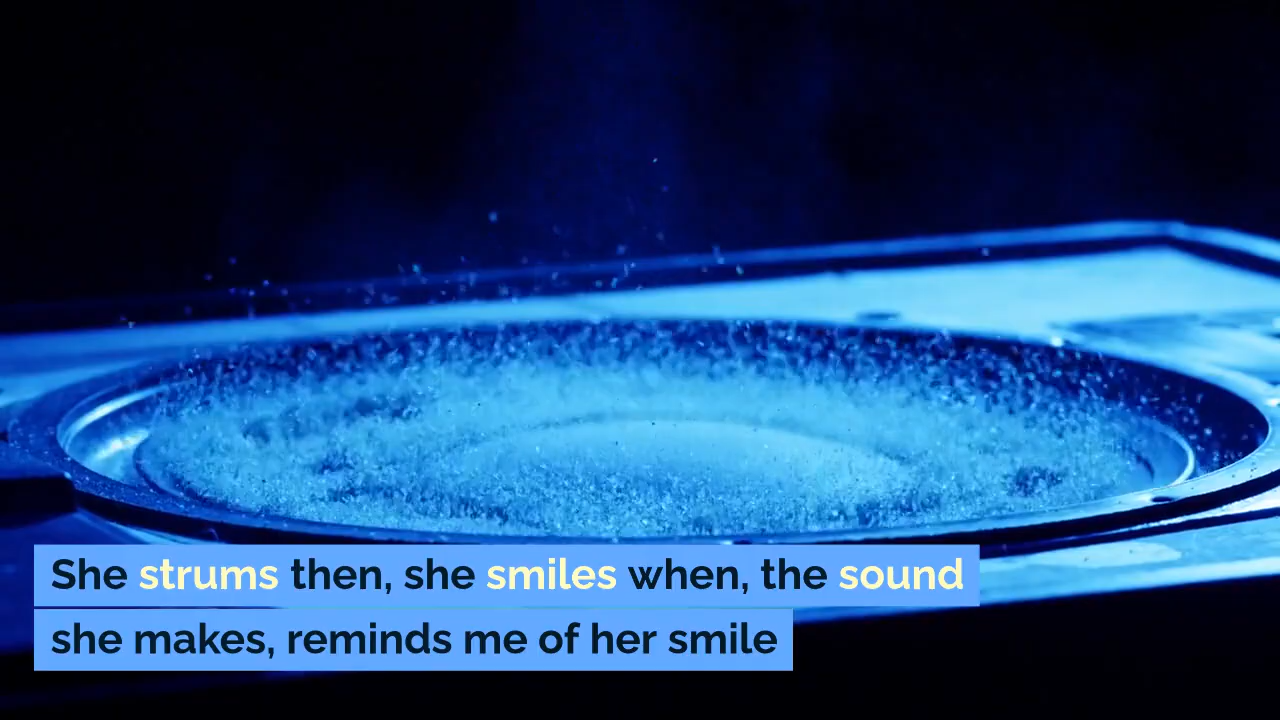 She strums then, she smiles when, the sound
she makes, reminds me of her smile